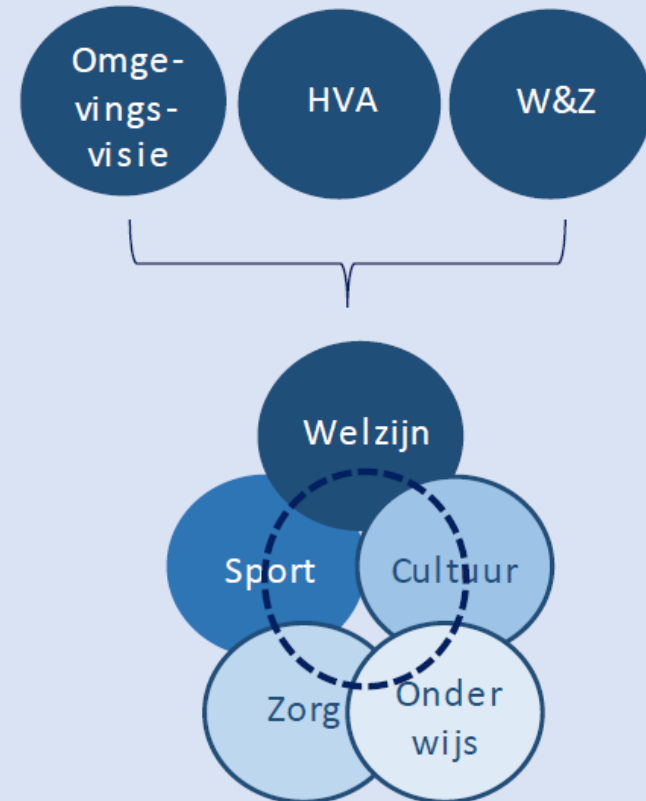 Omge-
vings-
visie
HVA
W&Z
Welzijn
Sport
Cultuur
Zorg
Onder
wijs